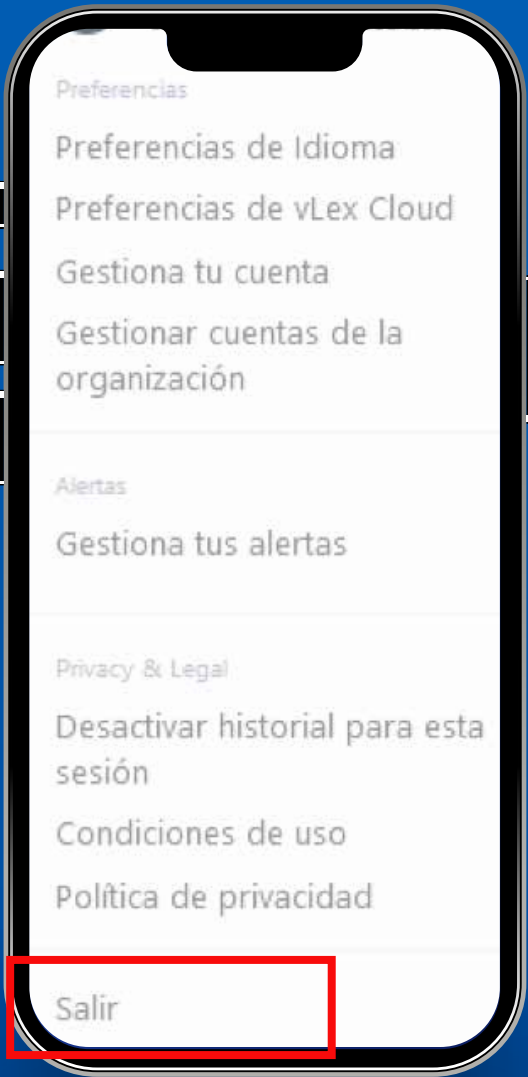 Preferencias
Preferencias de Idioma
Preferencias de vLex Cloud
Gestiona tu cuenta
Gestionar cuentas de la
organización
Alertas
Gestiona tus alertas
Privacy & Legal
Desactivar historial para esta
sesión
Condiciones de uso
Política de privacidad
Salir